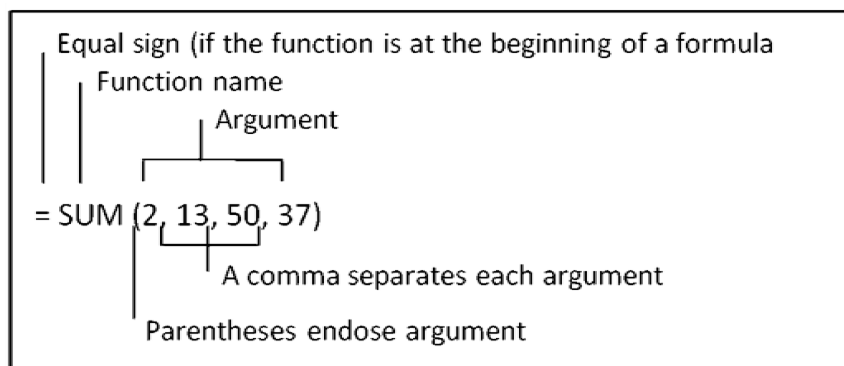 Equal sign (if the function is at the beginning of a formula
Function name
Argument
= SUM (2, 13, 50, 37)
A comma separates each argument
Parentheses endose argument